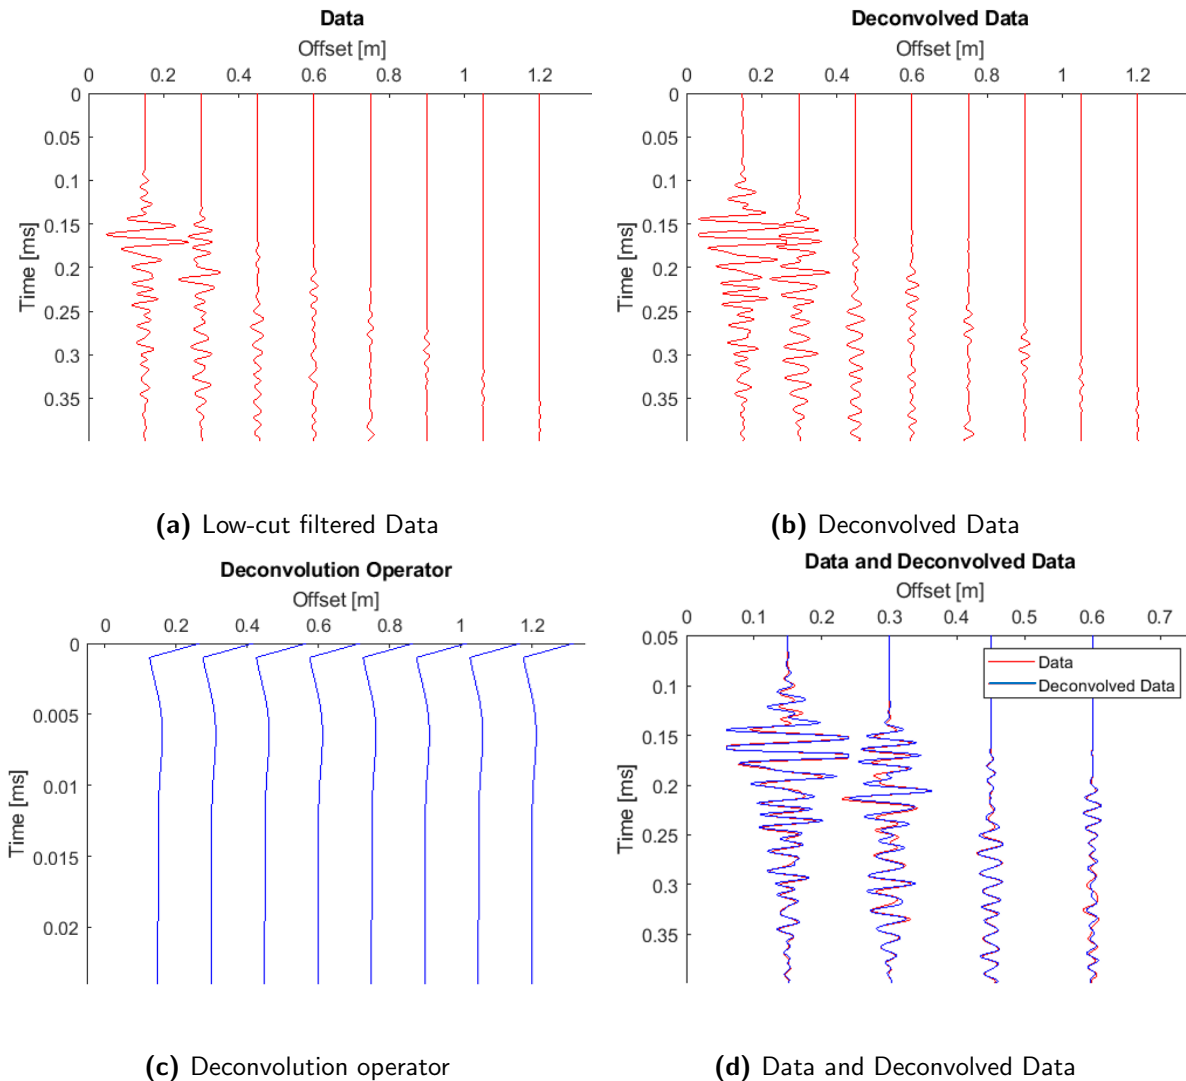 Data
Offset [m]
0 0.2 0.4 0.6 0.8 1 1.2
0
0.05
0.1
0.15
0.2
0.25
0.3
0.35
Time [ms]
(a) Low-cut filtered Data
Deconvolved Data
Offset [m]
0 0.2 0.4 0.6 0.8 1 1.2
0
0.05
0.1
0.15
0.2
0.25
0.3
0.35
Time [ms]
(b) Deconvolved Data
Deconvolution Operator
Offset [m]
0 0.2 0.4 0.6 0.8 1 1.2
0
0.005
0.01
0.015
0.02
Time [ms]
(c) Deconvolution operator
Data and Deconvolved Data
Offset [m]
0 0.1 0.2 0.3 0.4 0.5 0.6 0.7
0.05
0.1
0.15
0.2
0.25
0.3
0.35
Time [ms]
Data
Deconvolved Data
(d) Data and Deconvolved Data